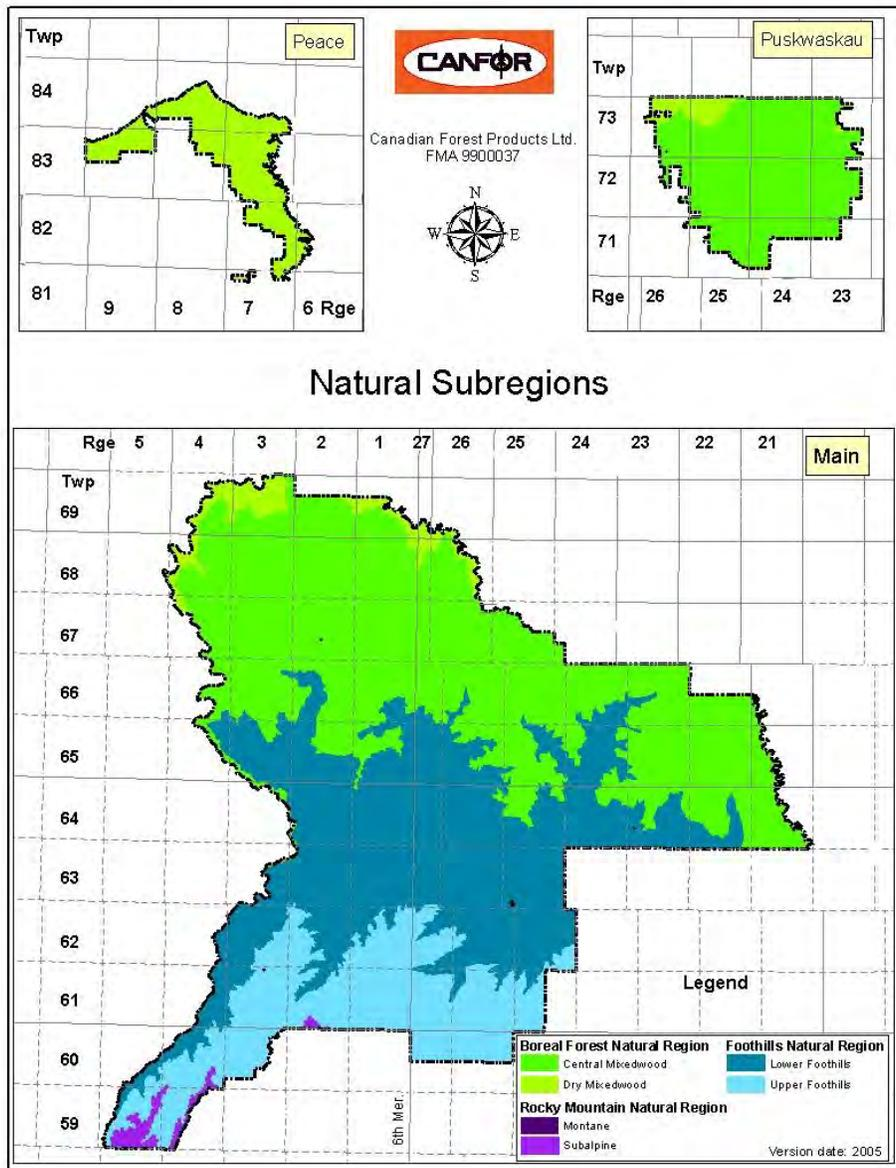 Twp
Peace
84
83
82
81
9 8 7 6 Rge
CANFOR
Canadian Forest Products Ltd.
FMA 9900037
N
W E
S
Puskwaskau
Twp
73
72
71
Rge 26 25 24 23
Natural Subregions
Rge 5 4 3 2 1 27 26 25 24 23 22 21
Main
Twp
69
68
67
66
65
64
63
62
61
60
59
6th Mer.
Legend
Boreal Forest Natural Region
Central Mixedwood
Dry Mixedwood
Rocky Mountain Natural Region
Montane
Subalpine
Foothills Natural Region
Lower Foothills
Upper Foothills
Version date: 2005